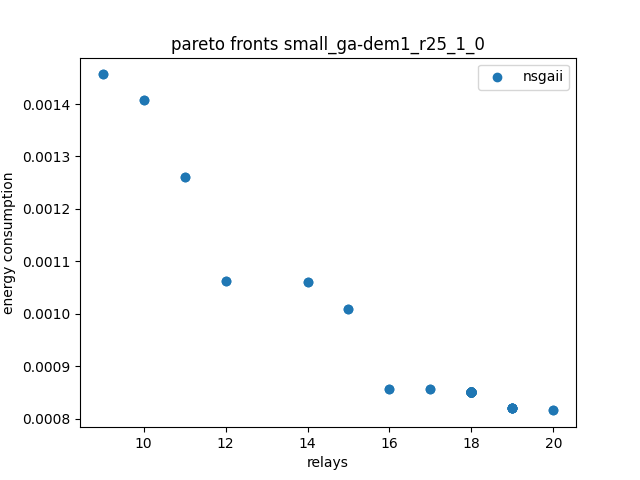 pareto fronts small_ga-dem1_r25_1_0
nsgaii
0.0014
0.0013
0.0012
0.0011
0.0010
0.0009
0.0008
energy consumption
10 12 14 16 18 20
relays